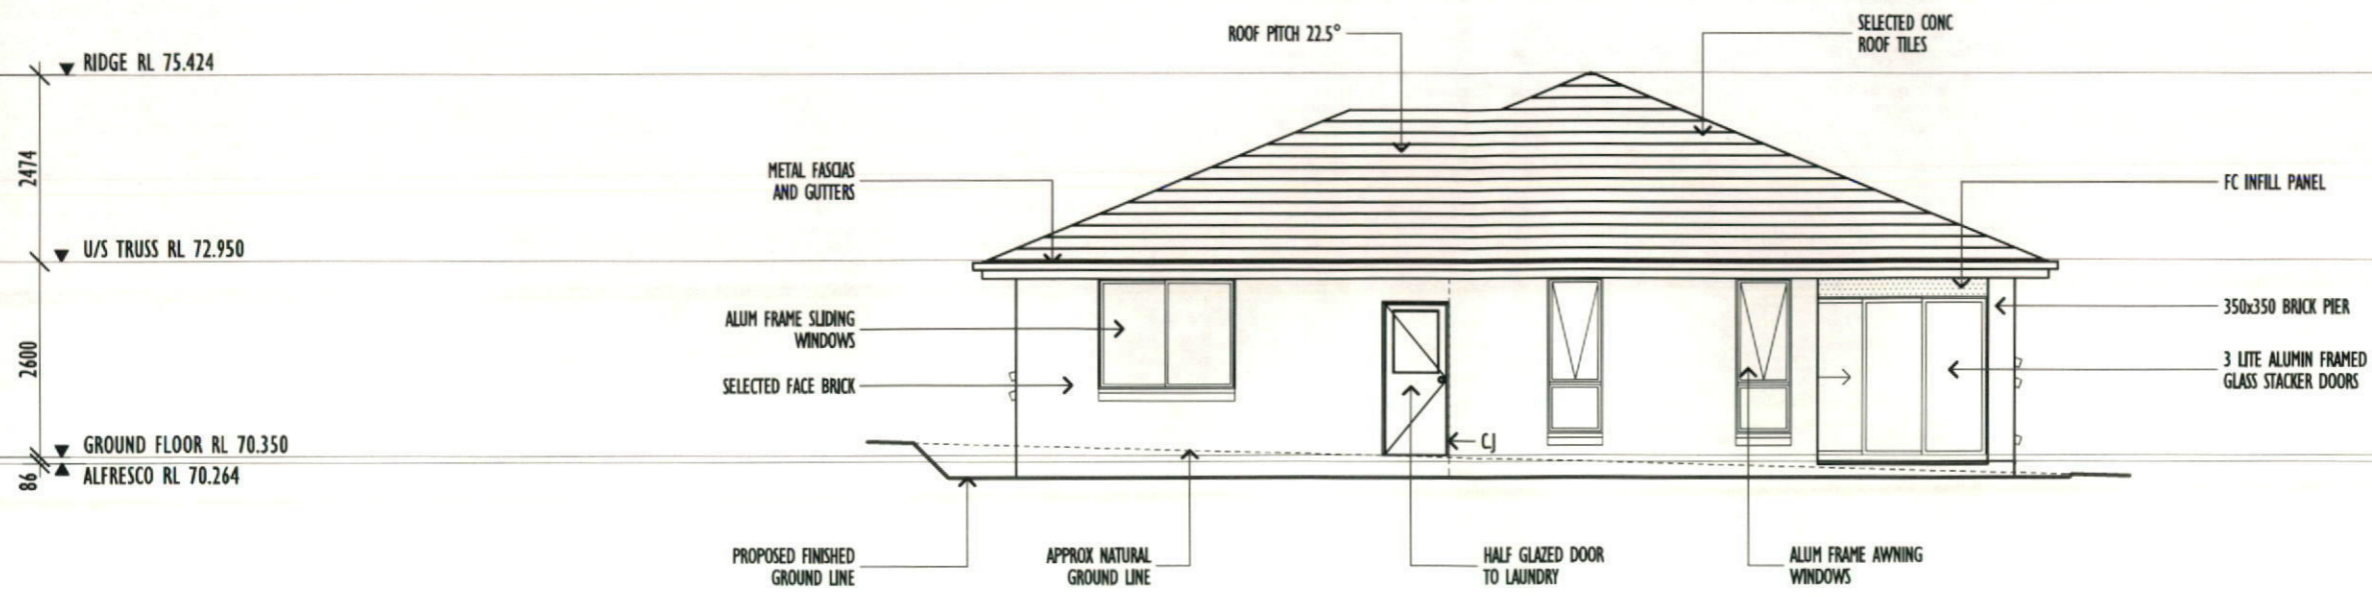 RIDGE RL 75.424
2474
U/S TRUSS RL 72.950
2600
GROUND FLOOR RL 70.350
86
ALFRESCO RL 70.264
ROOF PITCH 22.5°
SELECTED CONC
ROOF TILES
METAL FASCIAS
AND GUTTERS
FC INFILL PANEL
ALUM FRAME SLIDING
WINDOWS
350x350 BRICK PIER
SELECTED FACE BRICK
3 LITE ALUMIN FRAMED
GLASS STACKER DOORS
CJ
PROPOSED FINISHED
GROUND LINE
APPROX NATURAL
GROUND LINE
HALF GLAZED DOOR
TO LAUNDRY
ALUM FRAME AWNING
WINDOWS